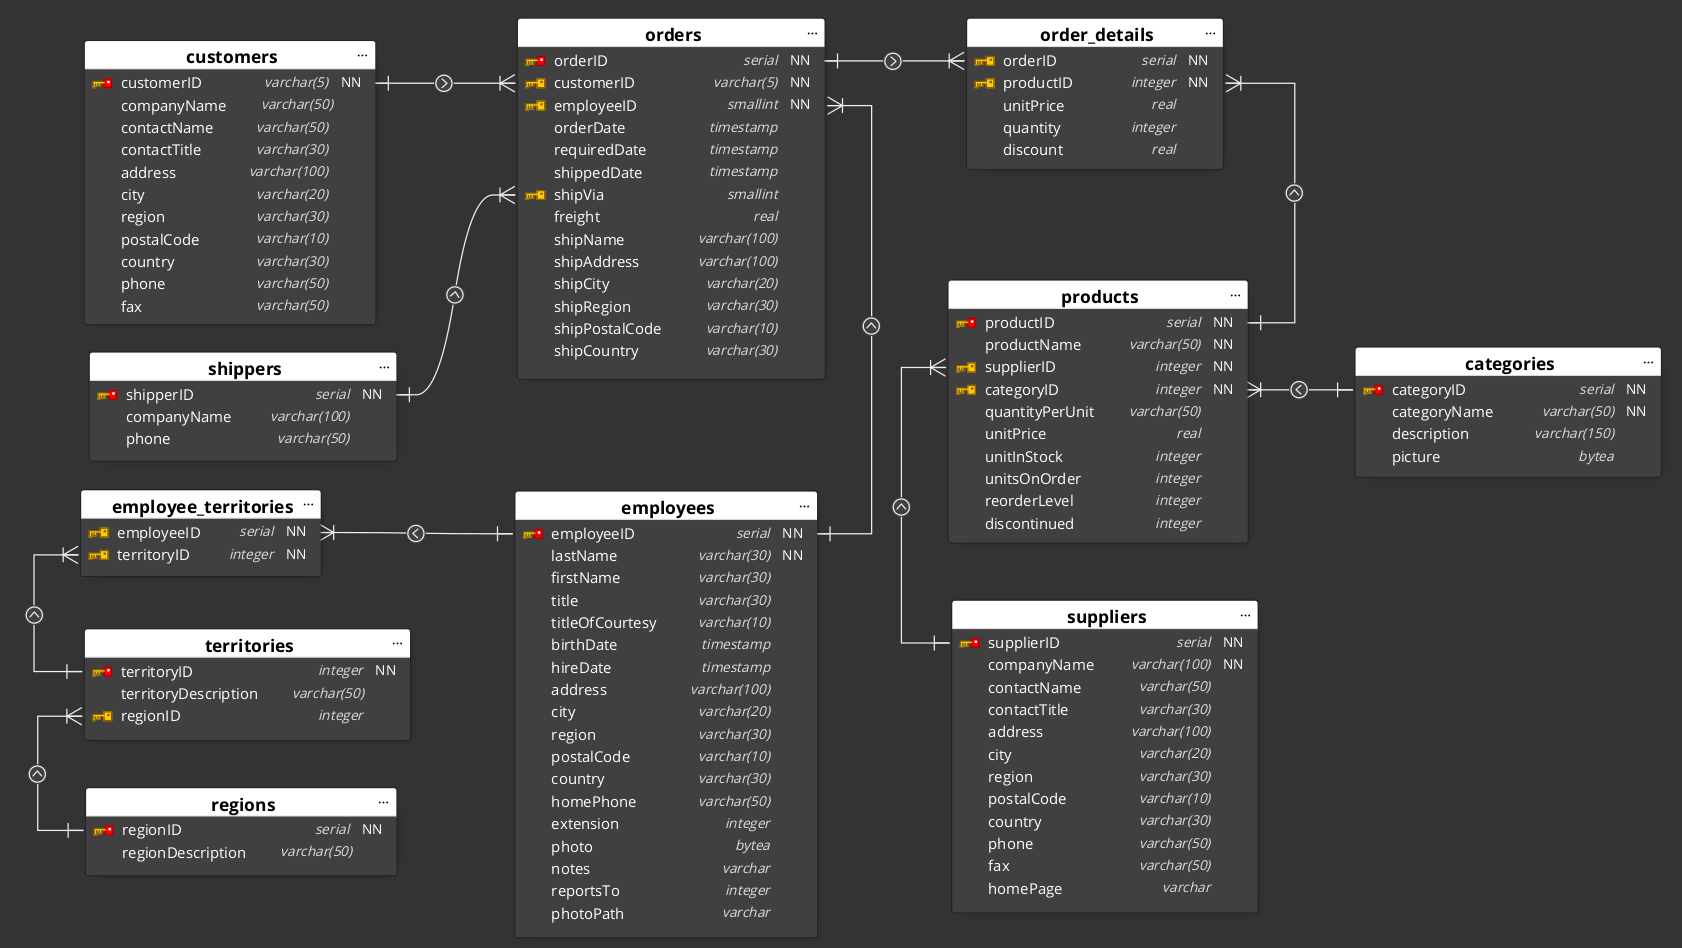 customers ...
customerID varchar(5) NN
companyName varchar(50)
contactName varchar(50)
contactTitle varchar(30)
address varchar(100)
city varchar(20)
region varchar(30)
postalCode varchar(10)
country varchar(30)
phone varchar(50)
fax varchar(50)
orders ...
orderID serial NN
customerID varchar(5) NN
employeeID smallint NN
orderDate timestamp
requiredDate timestamp
shippedDate timestamp
shipVia smallint
freight real
shipName varchar(100)
shipAddress varchar(100)
shipCity varchar(20)
shipRegion varchar(30)
shipPostalCode varchar(10)
shipCountry varchar(30)
order_details ...
orderID serial NN
productID integer NN
unitPrice real
quantity integer
discount real
shippers ...
shipperID serial NN
companyName varchar(100)
phone varchar(50)
products ...
productID serial NN
productName varchar(50) NN
supplierID integer NN
categoryID integer NN
quantityPerUnit varchar(50)
unitPrice real
unitInStock integer
unitsOnOrder integer
reorderLevel integer
discontinued integer
categories ...
categoryID serial NN
categoryName varchar(50) NN
description varchar(150)
picture bytea
employee_territories ...
employeeID serial NN
territoryID integer NN
employees ...
employeeID serial NN
lastName varchar(30) NN
firstName varchar(30)
title varchar(30)
titleOfCourtesy varchar(10)
birthDate timestamp
hireDate timestamp
address varchar(100)
city varchar(20)
region varchar(30)
postalCode varchar(10)
country varchar(30)
homePhone varchar(50)
extension integer
photo bytea
notes varchar
reportsTo integer
photoPath varchar
territories ...
territoryID integer NN
territoryDescription varchar(50)
regionID integer
regions ...
regionID serial NN
regionDescription varchar(50)
suppliers ...
supplierID serial NN
companyName varchar(100) NN
contactName varchar(50)
contactTitle varchar(30)
address varchar(100)
city varchar(20)
region varchar(30)
postalCode varchar(10)
country varchar(30)
phone varchar(50)
fax varchar(50)
homePage varchar